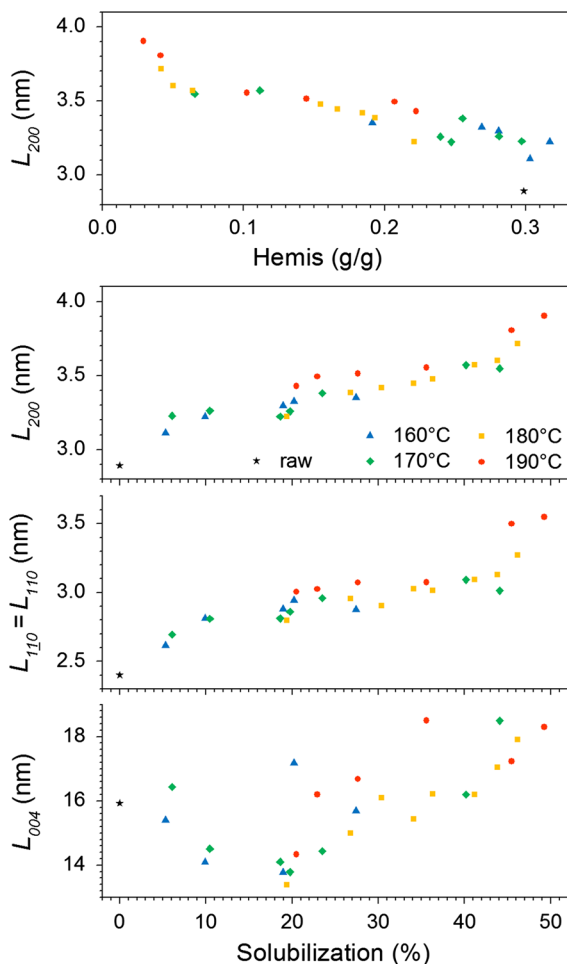 4.0
3.5
3.0
L200 (nm)
0.0 0.1 0.2 0.3
Hemis (g/g)
4.0
3.5
3.0
L200 (nm)
raw
160°C 180°C
170°C 190°C
3.5
3.0
2.5
L110 = L110 (nm)
18
16
14
L004 (nm)
0 10 20 30 40 50
Solubilization (%)